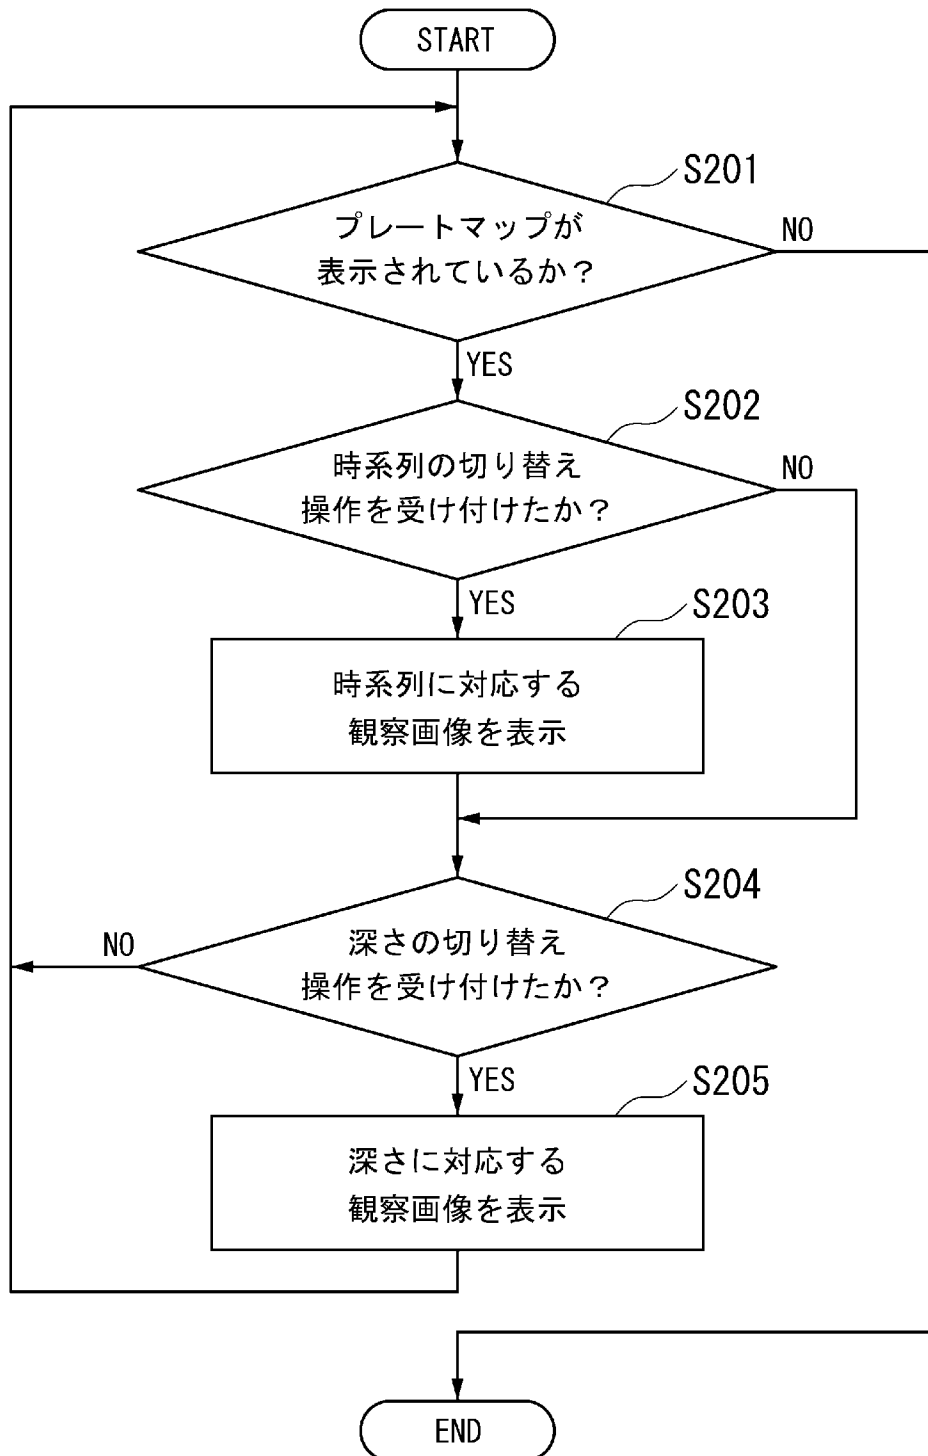 START
S201
プレートマップが
表示されているか？
NO
YES
S202
時系列の切り替え
操作を受け付けたか？
NO
YES
S203
時系列に対応する
観察画像を表示
S204
深さの切り替え
操作を受け付けたか？
NO
YES
S205
深さに対応する
観察画像を表示
END